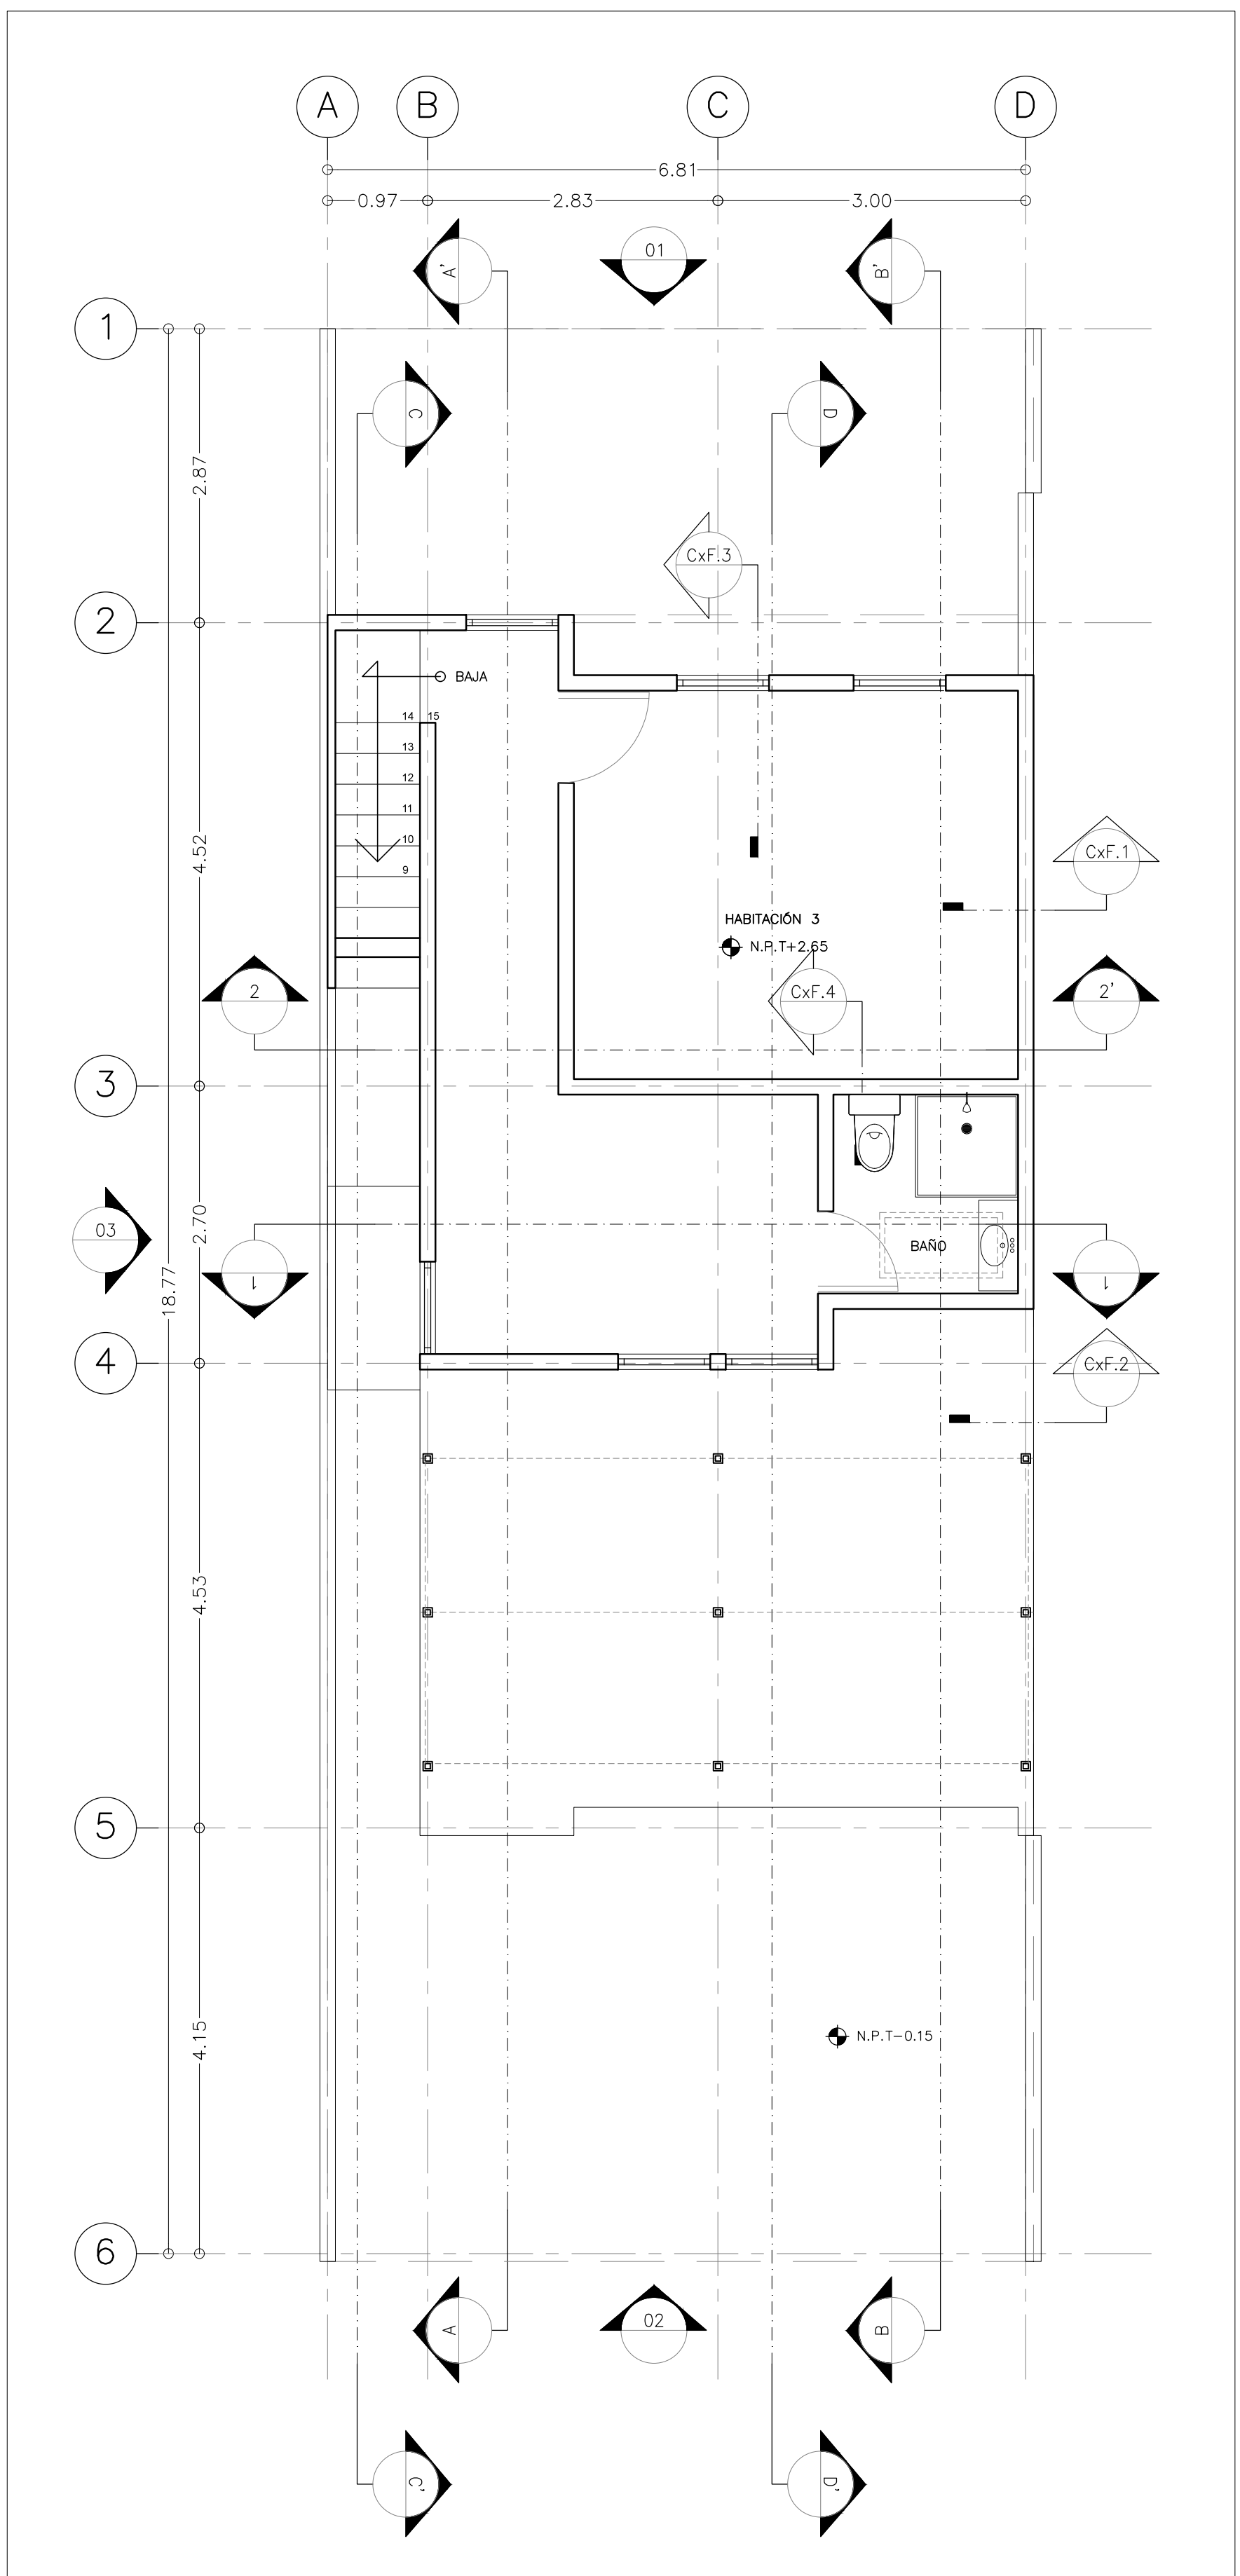 A B C D
6.81
0.97 2.83 3.00
A' 01 B'
1
C D
2.87
CxF.3
2
BAJA
14 15
13
12
11
10
9
4.52
CxF.1
HABITACIÓN 3
N.P.T+2.65
2 CxF.4 2'
3
2.70
03
BAÑO
18.77
1 1
4
CxF.2
4.53
5
4.15
N.P.T-0.15
6
A 02 B
C' D'